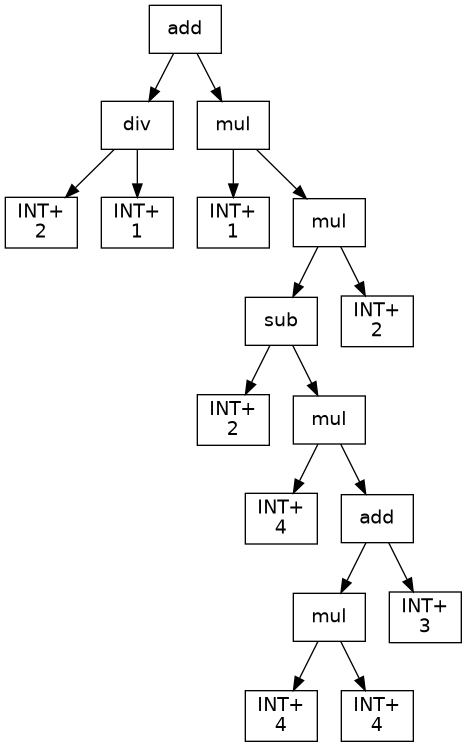 add
div
mul
INT+
2
INT+
1
INT+
1
mul
sub
INT+
2
INT+
2
mul
INT+
4
add
mul
INT+
3
INT+
4
INT+
4